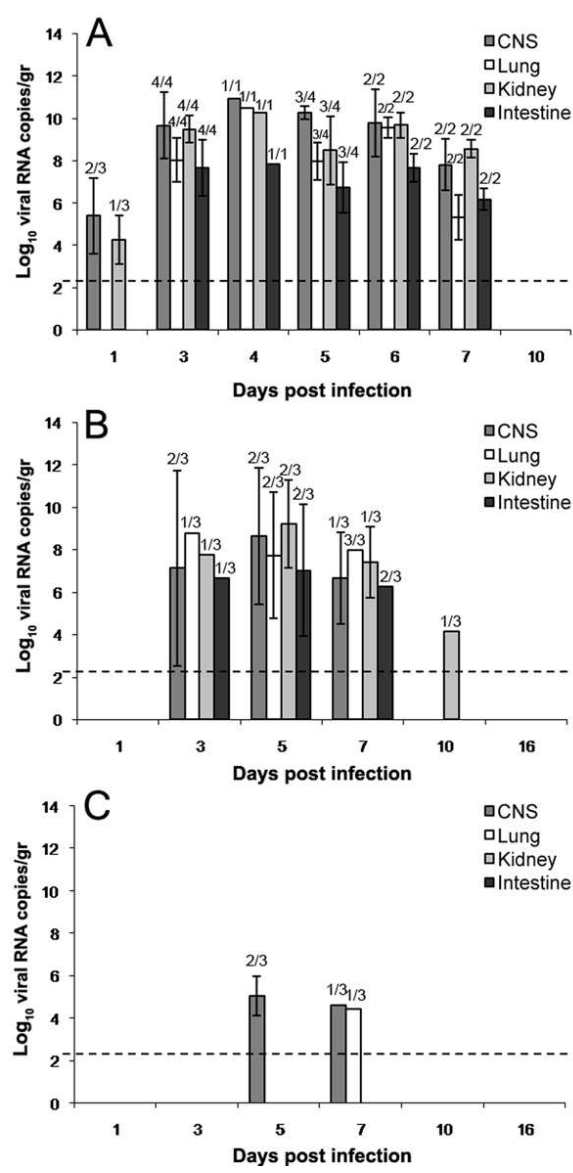 A
CNS
Lung
Kidney
Intestine
Log10 viral RNA copies/gr
14
12
10
8
6
4
2
0
2/3
1/3
4/4
4/4
4/4
4/4
1/1
1/1
1/1
1/1
3/4
3/4
3/4
3/4
2/2
2/2
2/2
2/2
2/2
2/2
2/2
2/2
1 3 4 5 6 7 10
Days post infection
B
CNS
Lung
Kidney
Intestine
Log10 viral RNA copies/gr
14
12
10
8
6
4
2
0
2/3
1/3
1/3
1/3
2/3
2/3
2/3
2/3
1/3
3/3
1/3
2/3
1/3
1 3 5 7 10 16
Days post infection
C
CNS
Lung
Kidney
Intestine
Log10 viral RNA copies/gr
14
12
10
8
6
4
2
0
2/3
1/3
1/3
1 3 5 7 10 16
Days post infection